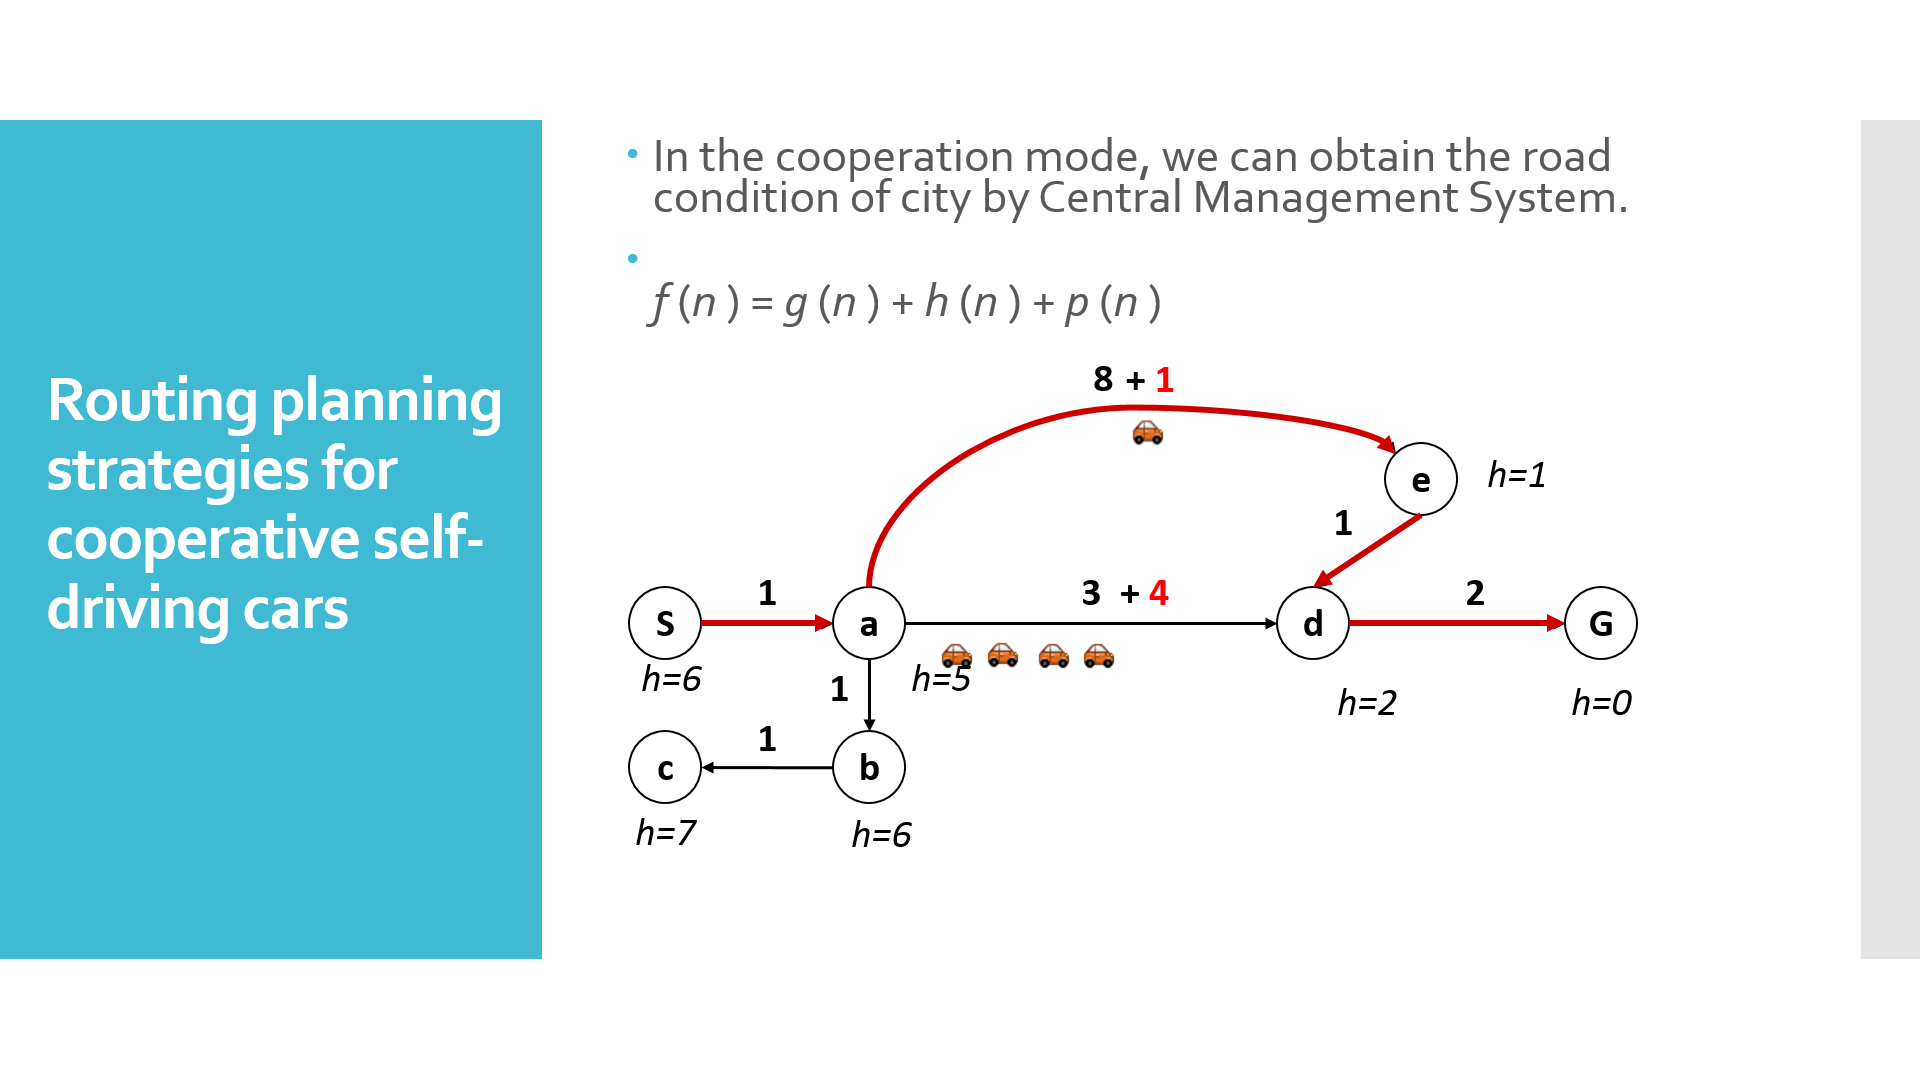 Routing planning
strategies for
cooperative self-
driving cars
• In the cooperation mode, we can obtain the road
condition of city by Central Management System.
•
f (n ) = g (n ) + h (n ) + p (n )
8 + 1
e
h=1
1
S
1
a
3 + 4
d
2
G
h=6
1
h=5
h=2
h=0
c
1
b
h=7
h=6